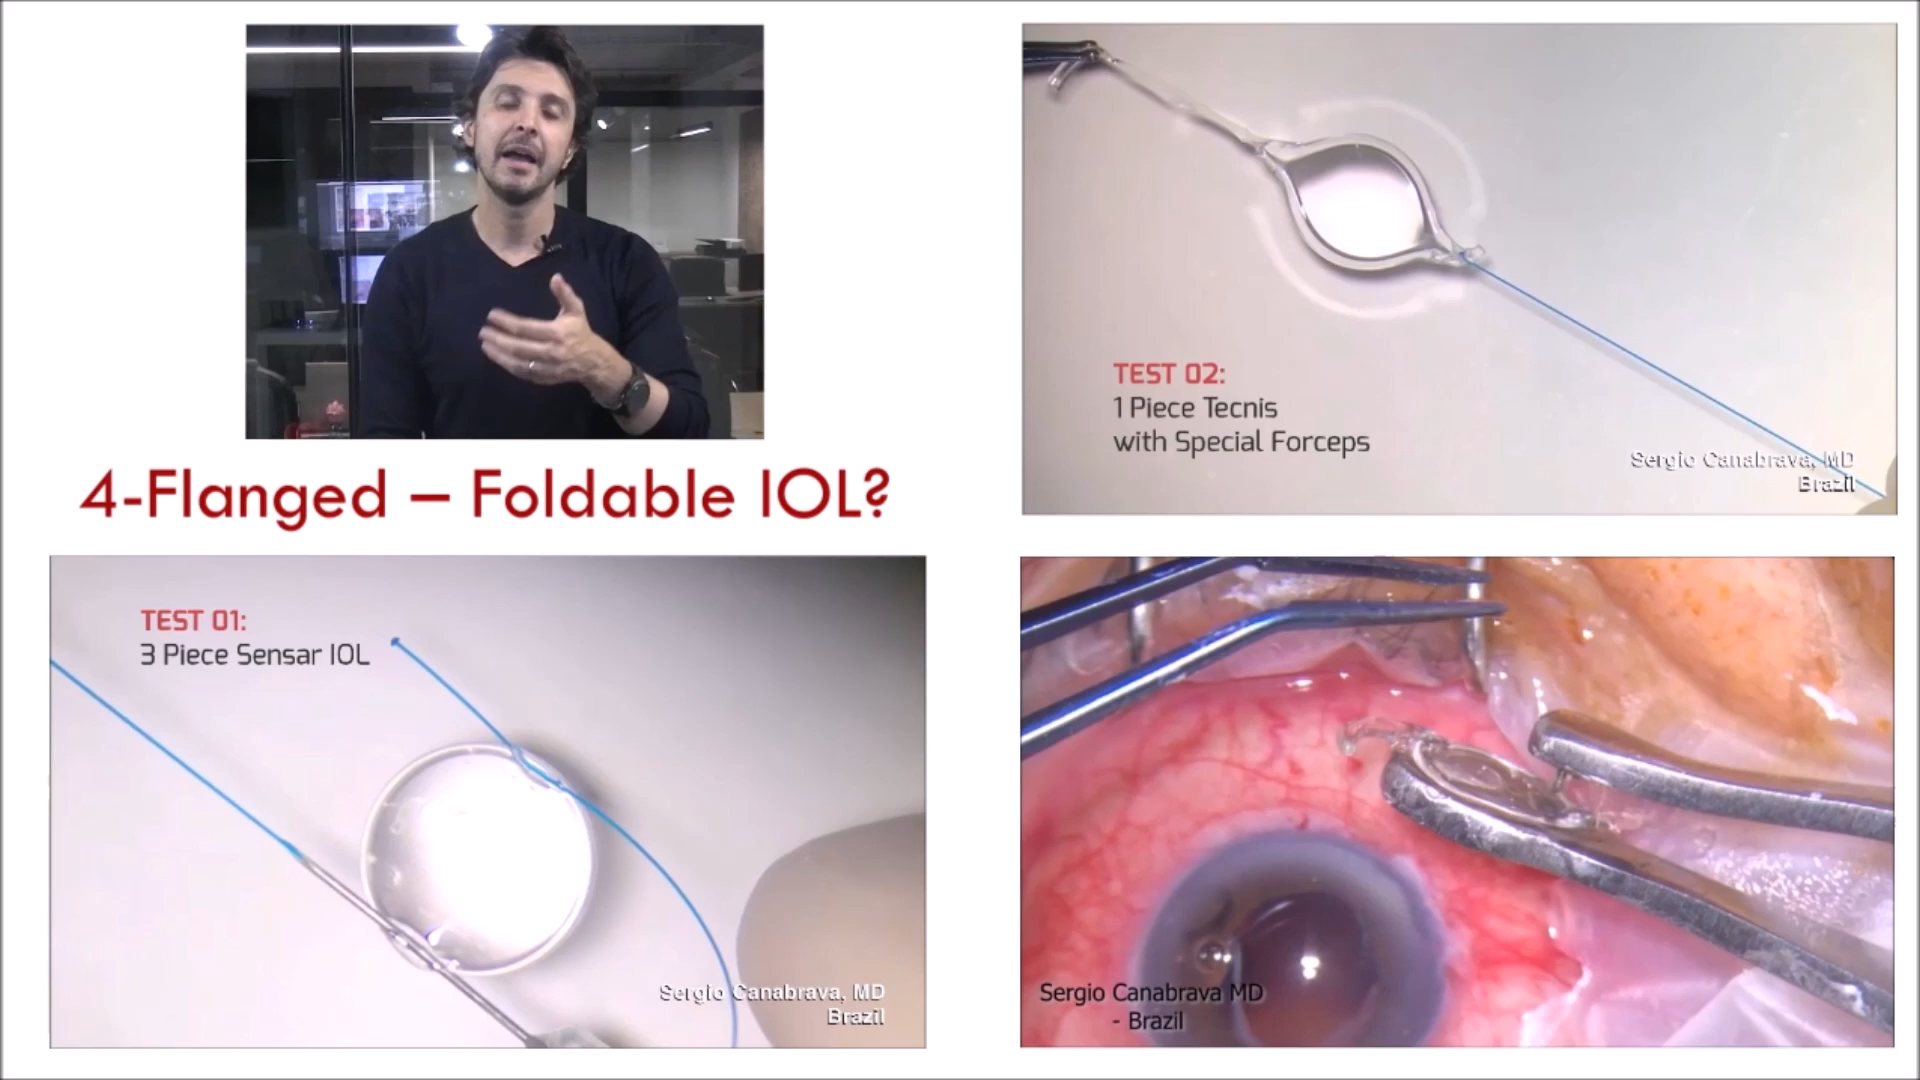 4-Flanged – Foldable IOL?
TEST 02:
1 Piece Tecnis
with Special Forceps
Sergio Canabrava, MD
Brazil
TEST 01:
3 Piece Sensar IOL
Sergio Canabrava, MD
Brazil
Sergio Canabrava MD
- Brazil